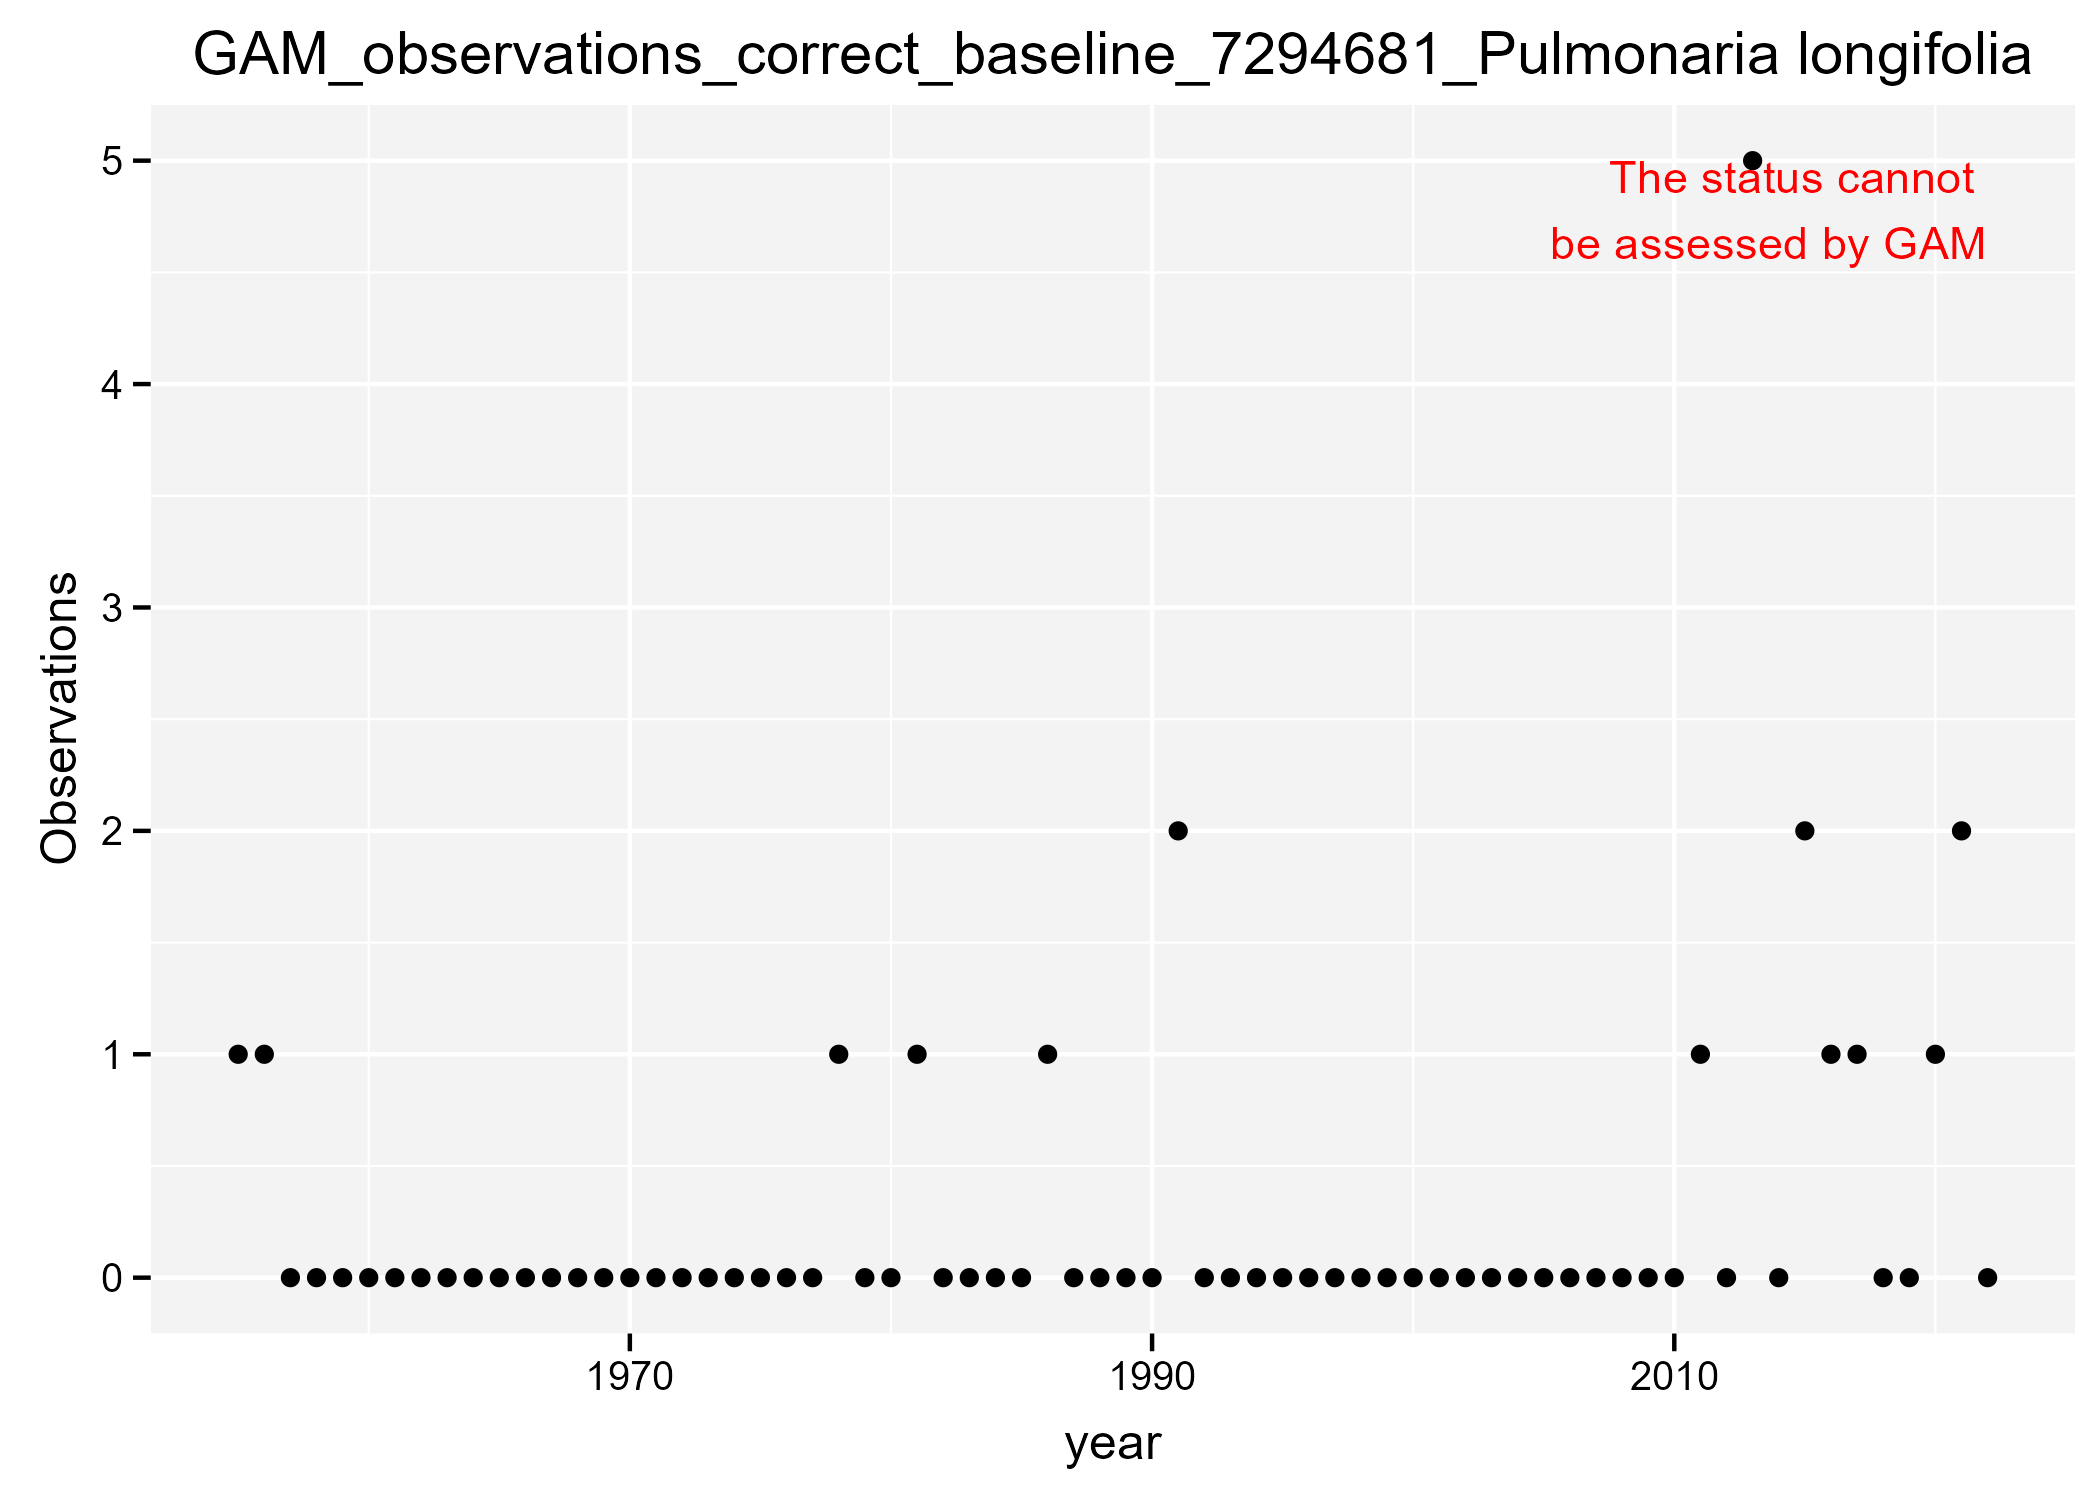 GAM_observations_correct_baseline_7294681_Pulmonaria longifolia
5
The status cannot
be assessed by GAM
4
3
Observations
2
1
0
1970 1990 2010
year